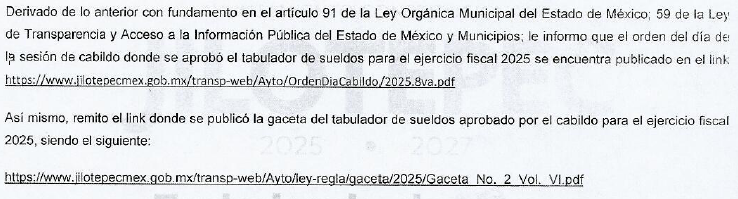 Derivado de lo anterior con fundamento en el artículo 91 de la Ley Orgánica Municipal del Estado de México; 59 de la Ley
de Transparencia y Acceso a la Información Pública del Estado de México y Municipios; le informo que el orden del día de
la sesión de cabildo donde se aprobó el tabulador de sueldos para el ejercicio fiscal 2025 se encuentra publicado en el link
https://www.jilotepecmex.gob.mx/transp-web/Ayto/OrdenDiaCabildo/2025.8va.pdf
JILOTEPEC
Así mismo, remito el link donde se publicó la gaceta del tabulador de sueldos aprobado por el cabildo para el ejercicio fiscal
2025, siendo el siguiente:
2025 • 2027
https://www.jilotepecmex.gob.mx/transp-web/Ayto/ley-regla/gaceta/2025/Gaceta_No._2_Vol._VI.pdf